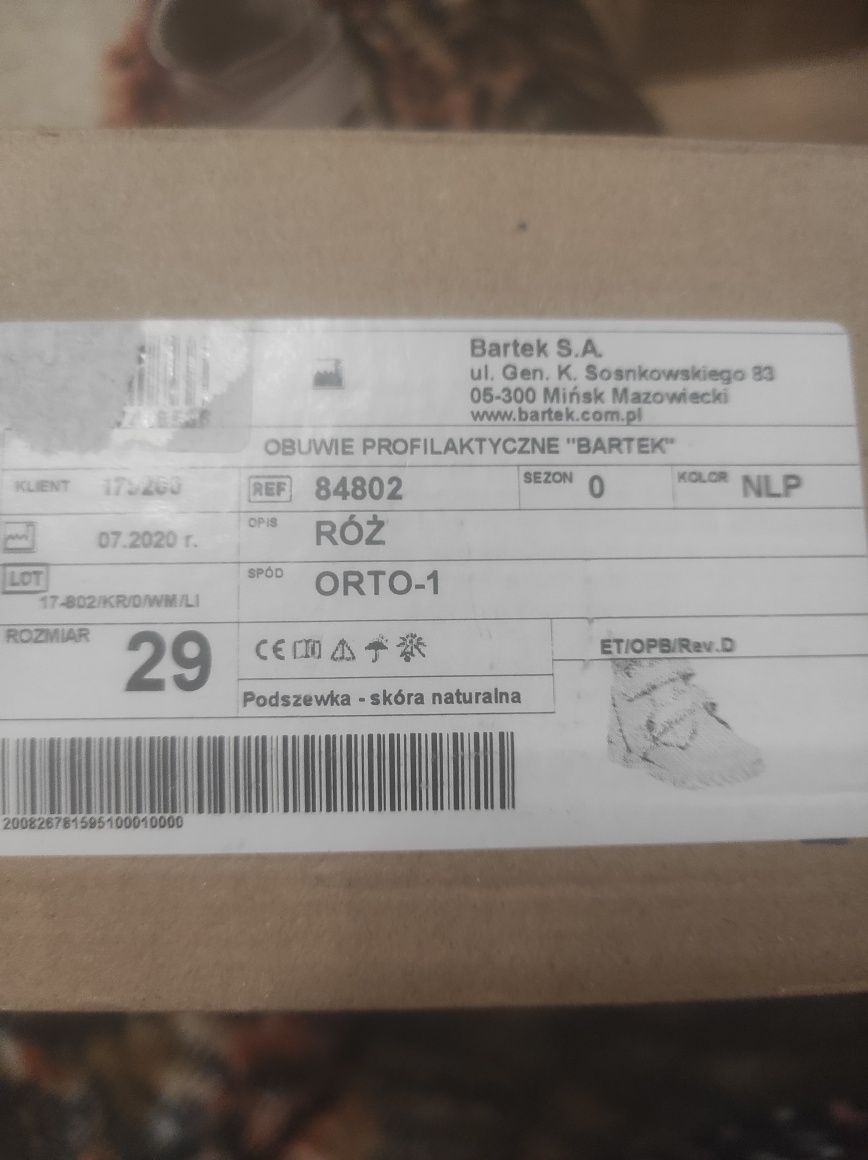 Bartek S.A.
ul. Gen. K. Sosnkowskiego 83
05-300 Mińsk Mazowiecki
www.bartek.com.pl
OBUWIE PROFILAKTYCZNE "BARTEK"
KLIENT REF 84802 SEZON 0 KOLOR NLP
07.2020 r. OPIS RÓŻ
LOT 17-802/KR/0/WM/LI SPÓD ORTO-1
ROZMIAR 29 CE ET/OPB/Rev.D
Podszewka - skóra naturalna
200826781595100010000